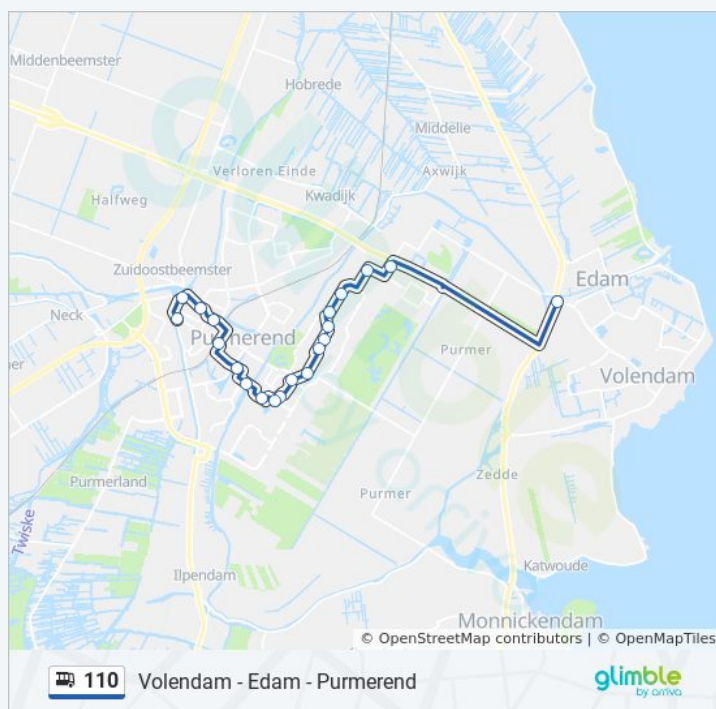 Middenbeemster
Hobrede
Middelie
Axwijk
Verloren Einde
Kwadijk
Halfweg
Zuidoostbeemster
Edam
Neck
Purmerend
Purmer
Volendam
Zedde
Purmerland
Purmer
Twiske
Katwoude
Ilpendam
Monnickendam
© OpenStreetMap contributors | © OpenMapTiles
110 Volendam - Edam - Purmerend
glimble
by arriva